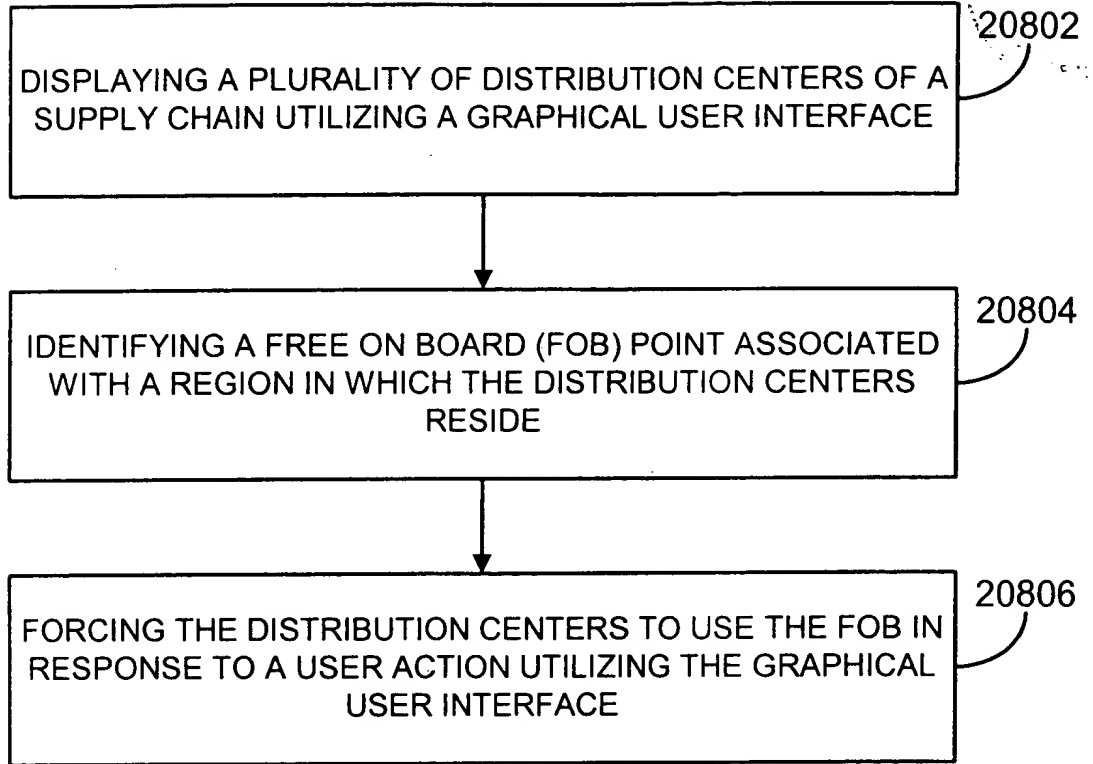 20802
DISPLAYING A PLURALITY OF DISTRIBUTION CENTERS OF A
SUPPLY CHAIN UTILIZING A GRAPHICAL USER INTERFACE
20804
IDENTIFYING A FREE ON BOARD (FOB) POINT ASSOCIATED
WITH A REGION IN WHICH THE DISTRIBUTION CENTERS
RESIDE
20806
FORCING THE DISTRIBUTION CENTERS TO USE THE FOB IN
RESPONSE TO A USER ACTION UTILIZING THE GRAPHICAL
USER INTERFACE